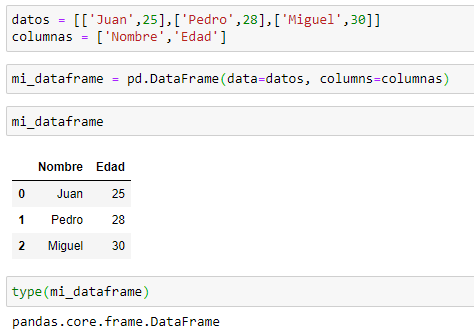 datos = [['Juan',25],['Pedro',28],['Miguel',30]]
columnas = ['Nombre','Edad']
mi_dataframe = pd.DataFrame(data=datos, columns=columnas)
mi_dataframe
Nombre Edad
0 Juan 25
1 Pedro 28
2 Miguel 30
type(mi_dataframe)
pandas.core.frame.DataFrame